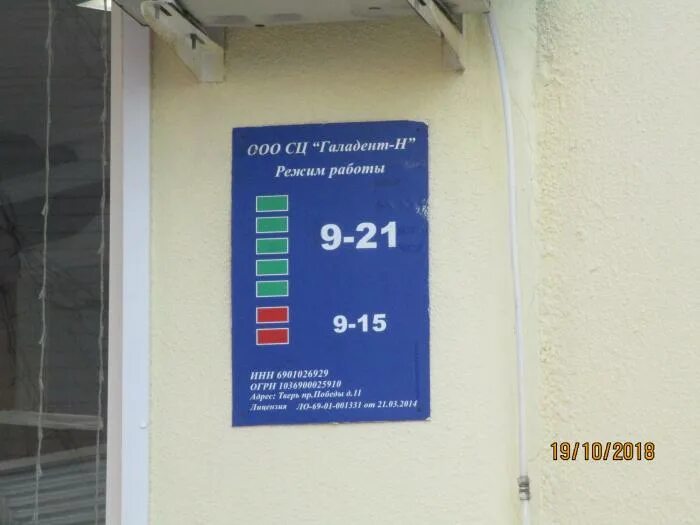 ООО СЦ “Галадент-Н”
Режим работы
9-21
9-15
ИНН 6901026929
ОГРН 1036900025910
Адрес: Тверь пр.Победы д.11
Лицензия ЛО-69-01-001331 от 21.03.2014
19/10/2018